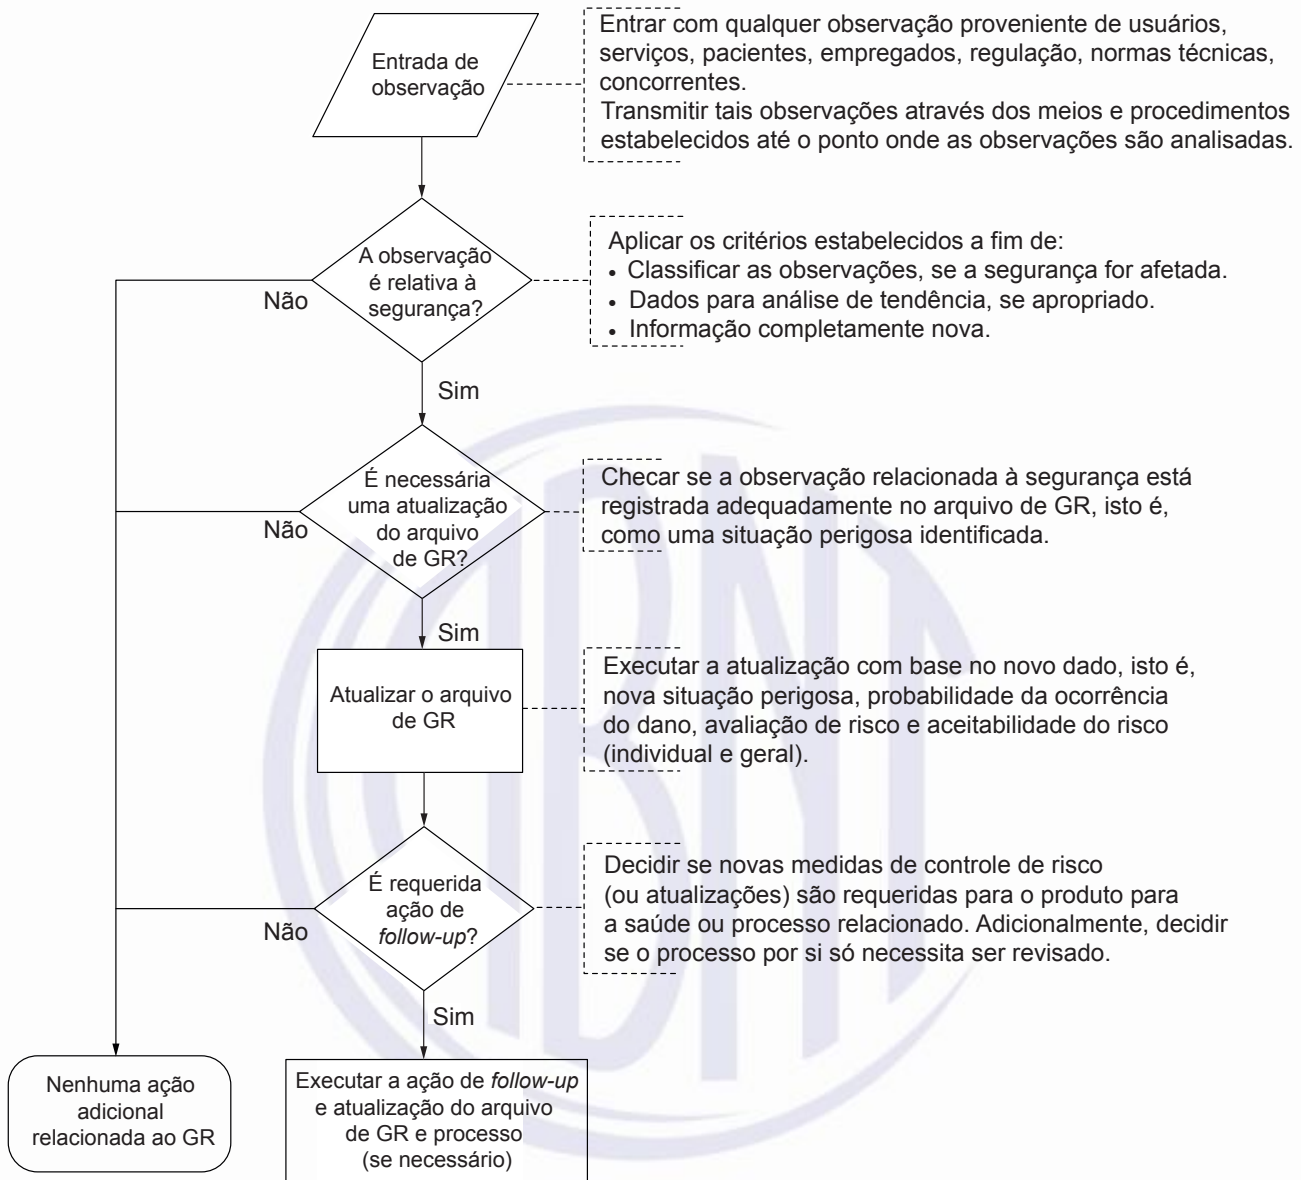 Entrada de
observação
Entrar com qualquer observação proveniente de usuários,
serviços, pacientes, empregados, regulação, normas técnicas,
concorrentes.
Transmitir tais observações através dos meios e procedimentos
estabelecidos até o ponto onde as observações são analisadas.
A observação
é relativa à
segurança?
Não
Sim
Aplicar os critérios estabelecidos a fim de:
• Classificar as observações, se a segurança for afetada.
• Dados para análise de tendência, se apropriado.
• Informação completamente nova.
É necessária
uma atualização
do arquivo
de GR?
Não
Sim
Checar se a observação relacionada à segurança está
registrada adequadamente no arquivo de GR, isto é,
como uma situação perigosa identificada.
Atualizar o arquivo
de GR
Executar a atualização com base no novo dado, isto é,
nova situação perigosa, probabilidade da ocorrência
do dano, avaliação de risco e aceitabilidade do risco
(individual e geral).
É requerida
ação de
follow-up?
Não
Sim
Decidir se novas medidas de controle de risco
(ou atualizações) são requeridas para o produto para
a saúde ou processo relacionado. Adicionalmente, decidir
se o processo por si só necessita ser revisado.
Nenhuma ação
adicional
relacionada ao GR
Executar a ação de follow-up
e atualização do arquivo
de GR e processo
(se necessário)
ABNT